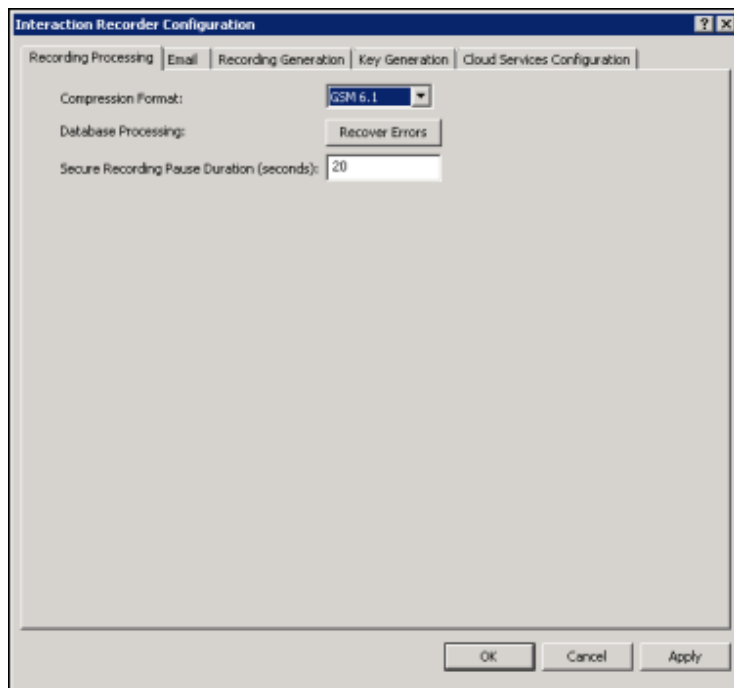 Interaction Recorder Configuration
Recording Processing Email Recording Generation Key Generation Cloud Services Configuration
Compression Format: GSM 6.1
Database Processing: Recover Errors
Secure Recording Pause Duration (seconds): 20
OK Cancel Apply